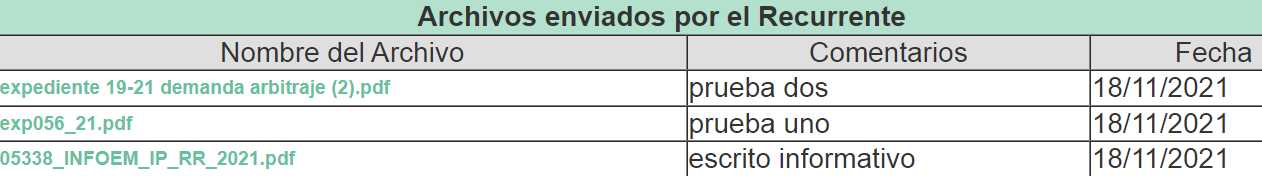 Archivos enviados por el Recurrente
Nombre del Archivo Comentarios Fecha
expediente 19-21 demanda arbitraje (2).pdf prueba dos 18/11/2021
exp056_21.pdf prueba uno 18/11/2021
05338_INFOEM_IP_RR_2021.pdf escrito informativo 18/11/2021